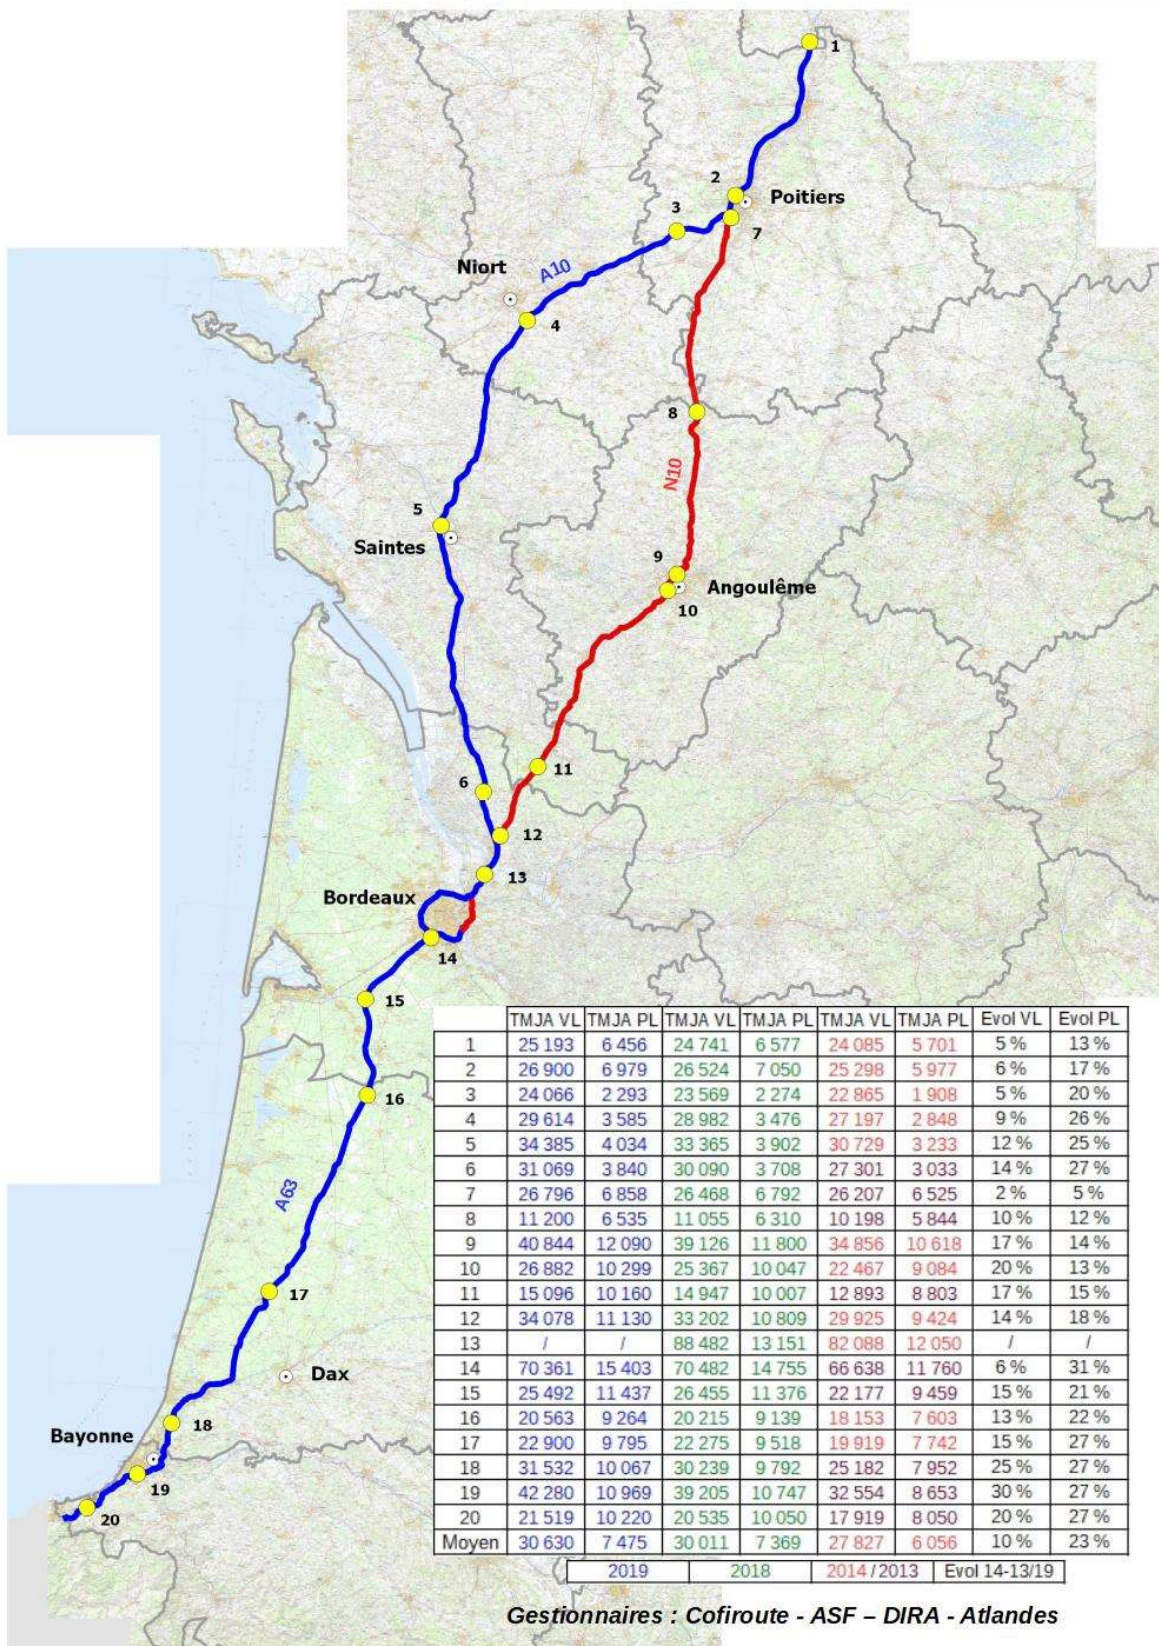 1
2
Poitiers
3
7
Niort
A10
4
8
N10
5
Saintes
9
Angoulême
10
11
6
12
13
Bordeaux
14
15
16
A63
17
Dax
18
Bayonne
19
20
TMJA VL TMJA PL TMJA VL TMJA PL TMJA VL TMJA PL Evol VL Evol PL
1 25 193 6 456 24 741 6 577 24 085 5 701 5 % 13 %
2 26 900 6 979 26 524 7 050 25 298 5 977 6 % 17 %
3 24 066 2 293 23 569 2 274 22 865 1 908 5 % 20 %
4 29 614 3 585 28 982 3 476 27 197 2 848 9 % 26 %
5 34 385 4 034 33 365 3 902 30 729 3 233 12 % 25 %
6 31 069 3 840 30 090 3 708 27 301 3 033 14 % 27 %
7 26 796 6 858 26 468 6 792 26 207 6 525 2 % 5 %
8 11 200 6 535 11 055 6 310 10 198 5 844 10 % 12 %
9 40 844 12 090 39 126 11 800 34 856 10 618 17 % 14 %
10 26 882 10 299 25 367 10 047 22 467 9 084 20 % 13 %
11 15 096 10 160 14 947 10 007 12 893 8 803 17 % 15 %
12 34 078 11 130 33 202 10 809 29 925 9 424 14 % 18 %
13 / / 88 482 13 151 82 088 12 050 / /
14 70 361 15 403 70 482 14 755 66 638 11 760 6 % 31 %
15 25 492 11 437 26 455 11 376 22 177 9 459 15 % 21 %
16 20 563 9 264 20 215 9 139 18 153 7 603 13 % 22 %
17 22 900 9 795 22 275 9 518 19 919 7 742 15 % 27 %
18 31 532 10 067 30 239 9 792 25 182 7 952 25 % 27 %
19 42 280 10 969 39 205 10 747 32 554 8 653 30 % 27 %
20 21 519 10 220 20 535 10 050 17 919 8 050 20 % 27 %
Moyen 30 630 7 475 30 011 7 369 27 827 6 056 10 % 23 %
2019 2018 2014 / 2013 Evol 14-13/19
Gestionnaires : Cofiroute - ASF – DIRA - Atlandes